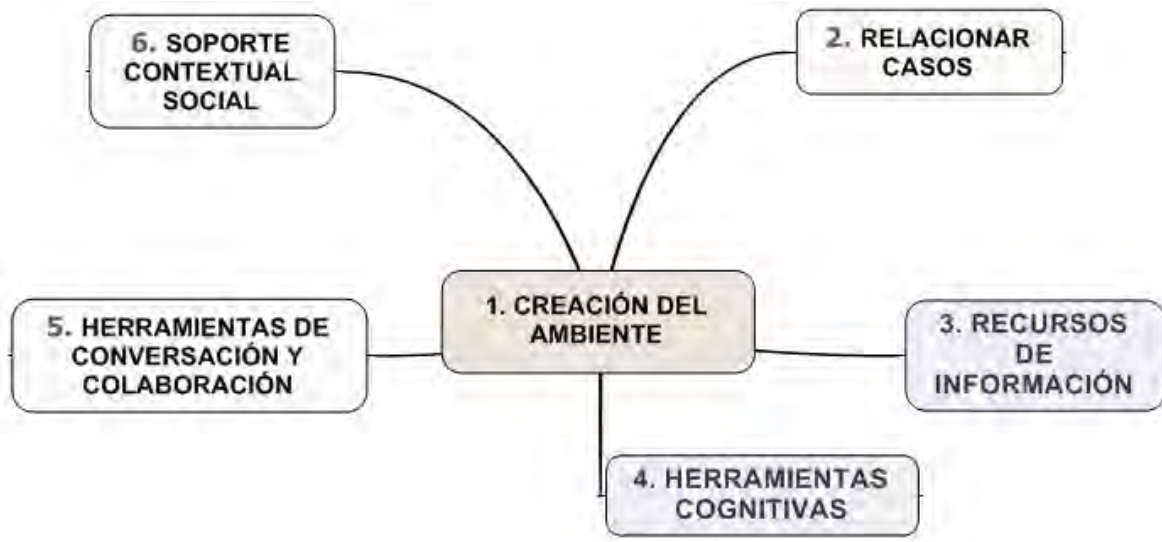 6. SOPORTE
CONTEXTUAL
SOCIAL
2. RELACIONAR
CASOS
1. CREACIÓN DEL
AMBIENTE
5. HERRAMIENTAS DE
CONVERSACIÓN Y
COLABORACIÓN
3. RECURSOS
DE
INFORMACIÓN
4. HERRAMIENTAS
COGNITIVAS